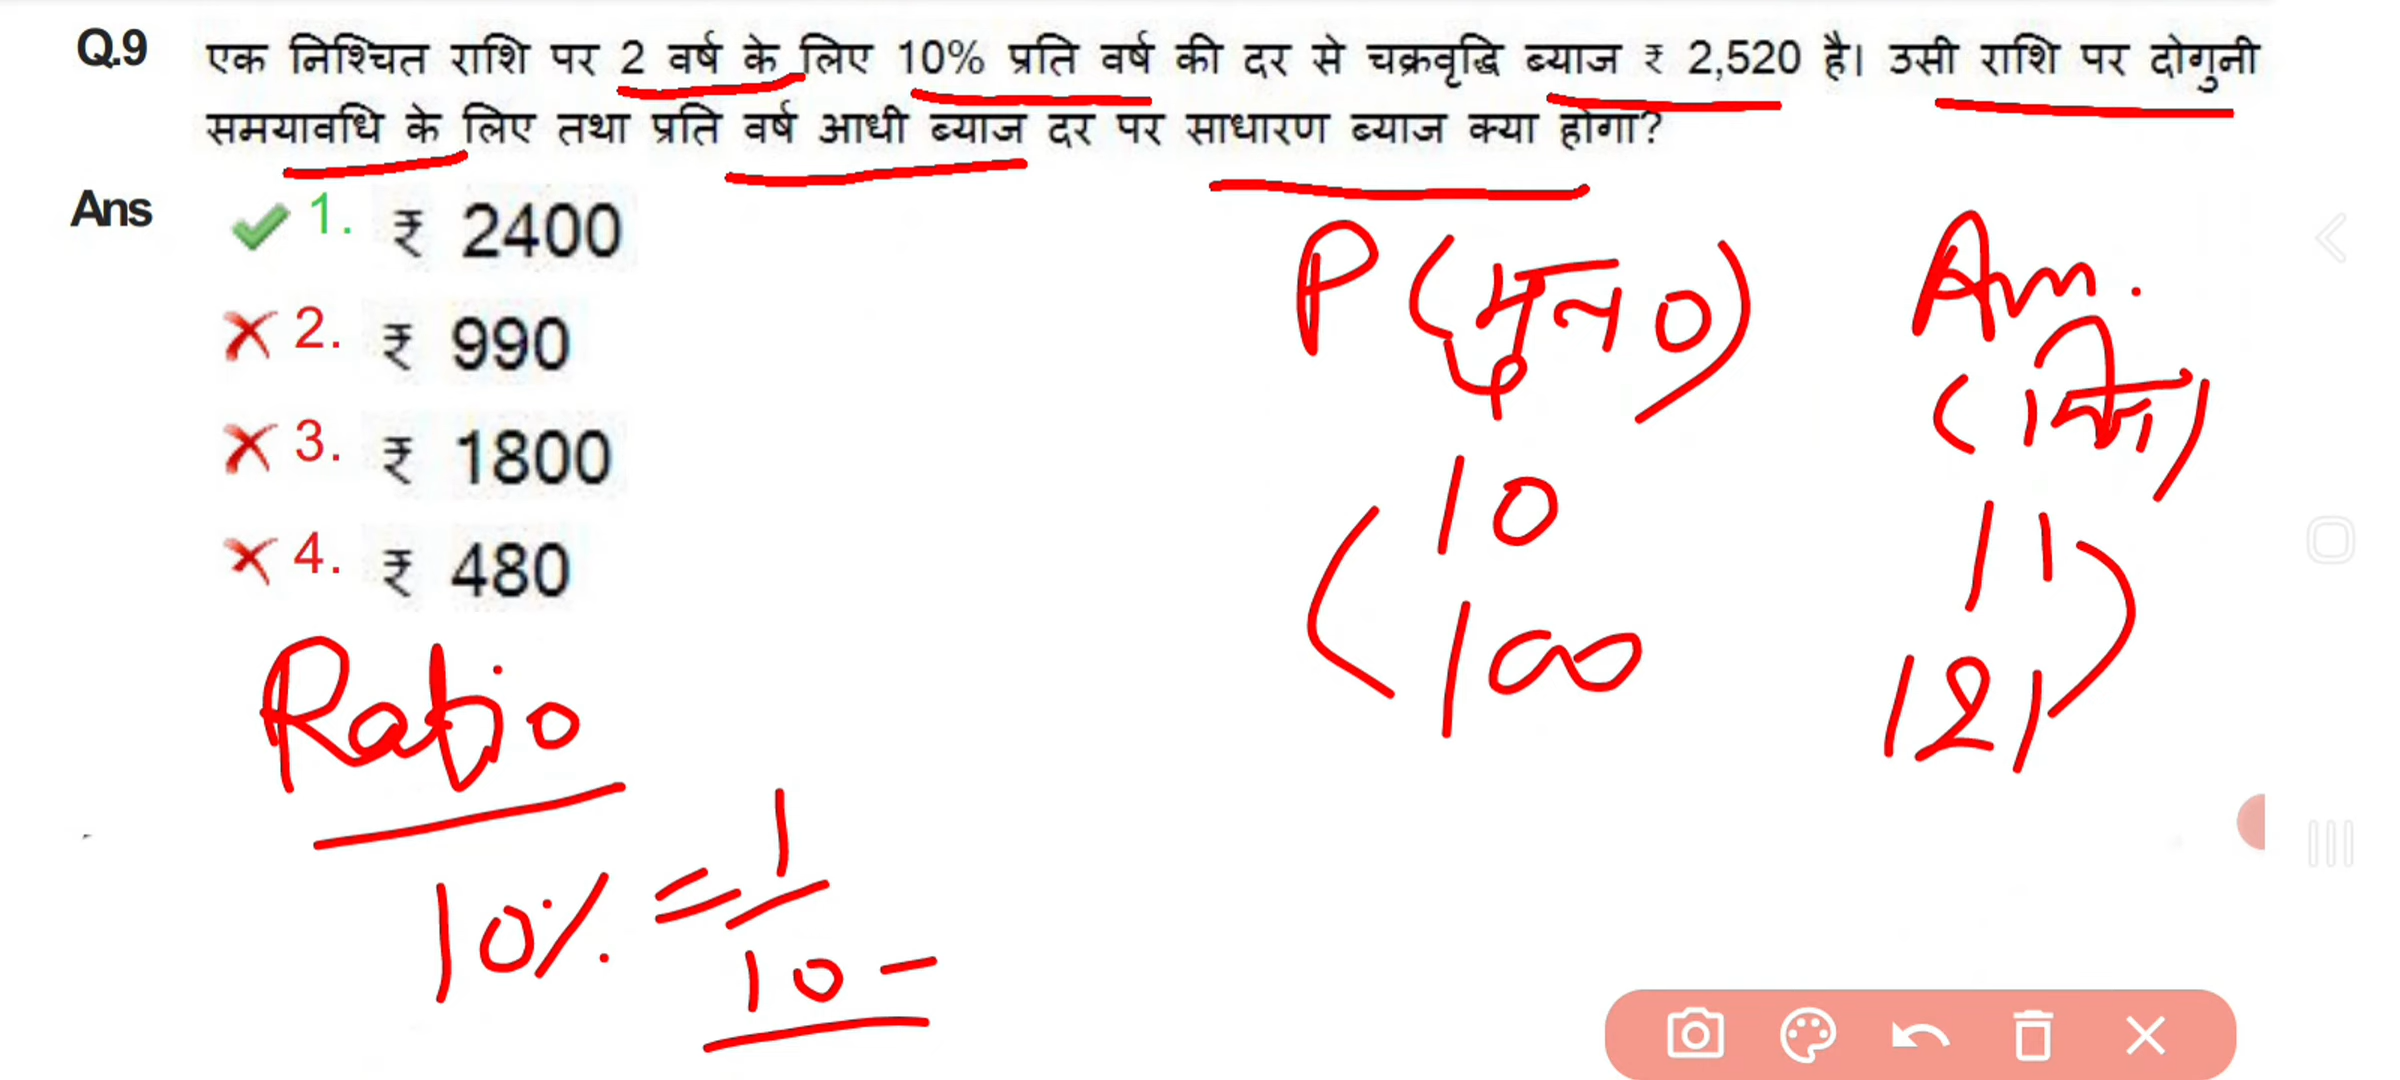 Q.9 एक निश्चित राशि पर 2 वर्ष के लिए 10% प्रति वर्ष की दर से चक्रवृद्धि ब्याज ₹ 2,520 है। उसी राशि पर दोगुनी
समयावधि के लिए तथा प्रति वर्ष आधी ब्याज दर पर साधारण ब्याज क्या होगा?
Ans 1. ₹ 2400
2. ₹ 990
3. ₹ 1800
4. ₹ 480
P (मूल0) Am.
10 11
100 121
Ratio
10% = 1
10